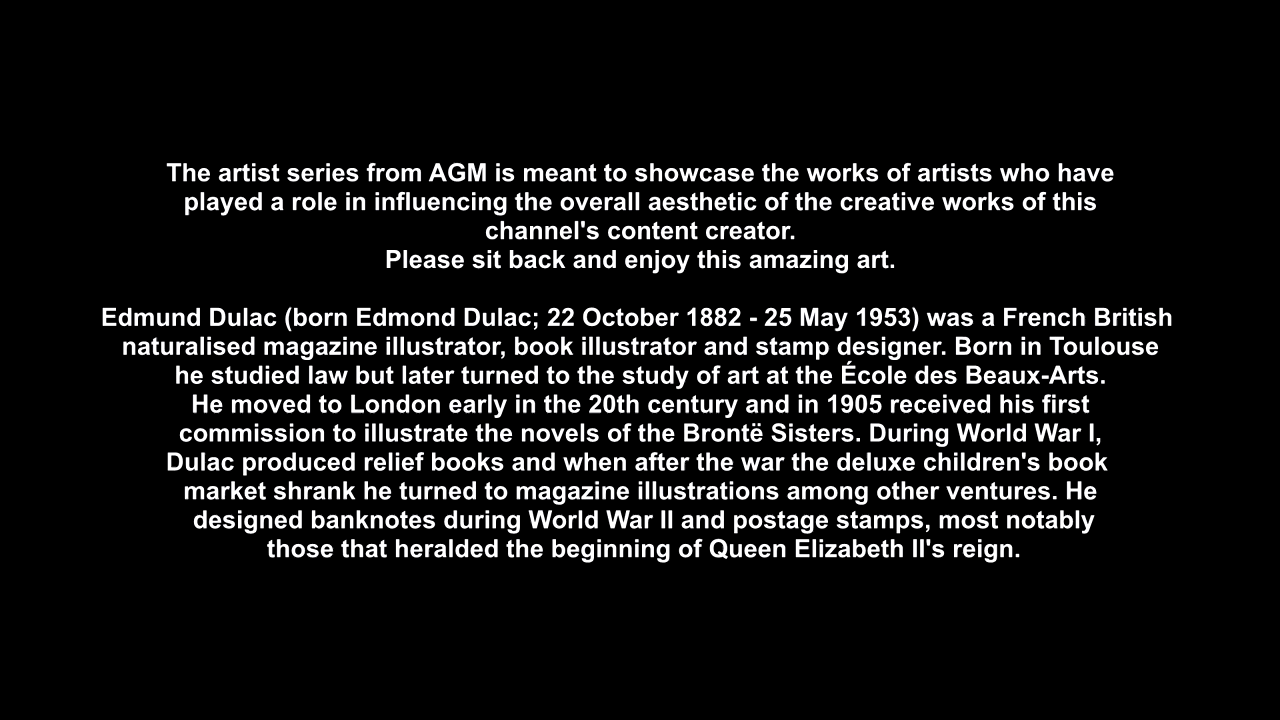 The artist series from AGM is meant to showcase the works of artists who have
played a role in influencing the overall aesthetic of the creative works of this
channel's content creator.
Please sit back and enjoy this amazing art.
Edmund Dulac (born Edmond Dulac; 22 October 1882 - 25 May 1953) was a French British
naturalised magazine illustrator, book illustrator and stamp designer. Born in Toulouse
he studied law but later turned to the study of art at the École des Beaux-Arts.
He moved to London early in the 20th century and in 1905 received his first
commission to illustrate the novels of the Brontë Sisters. During World War I,
Dulac produced relief books and when after the war the deluxe children's book
market shrank he turned to magazine illustrations among other ventures. He
designed banknotes during World War II and postage stamps, most notably
those that heralded the beginning of Queen Elizabeth II's reign.